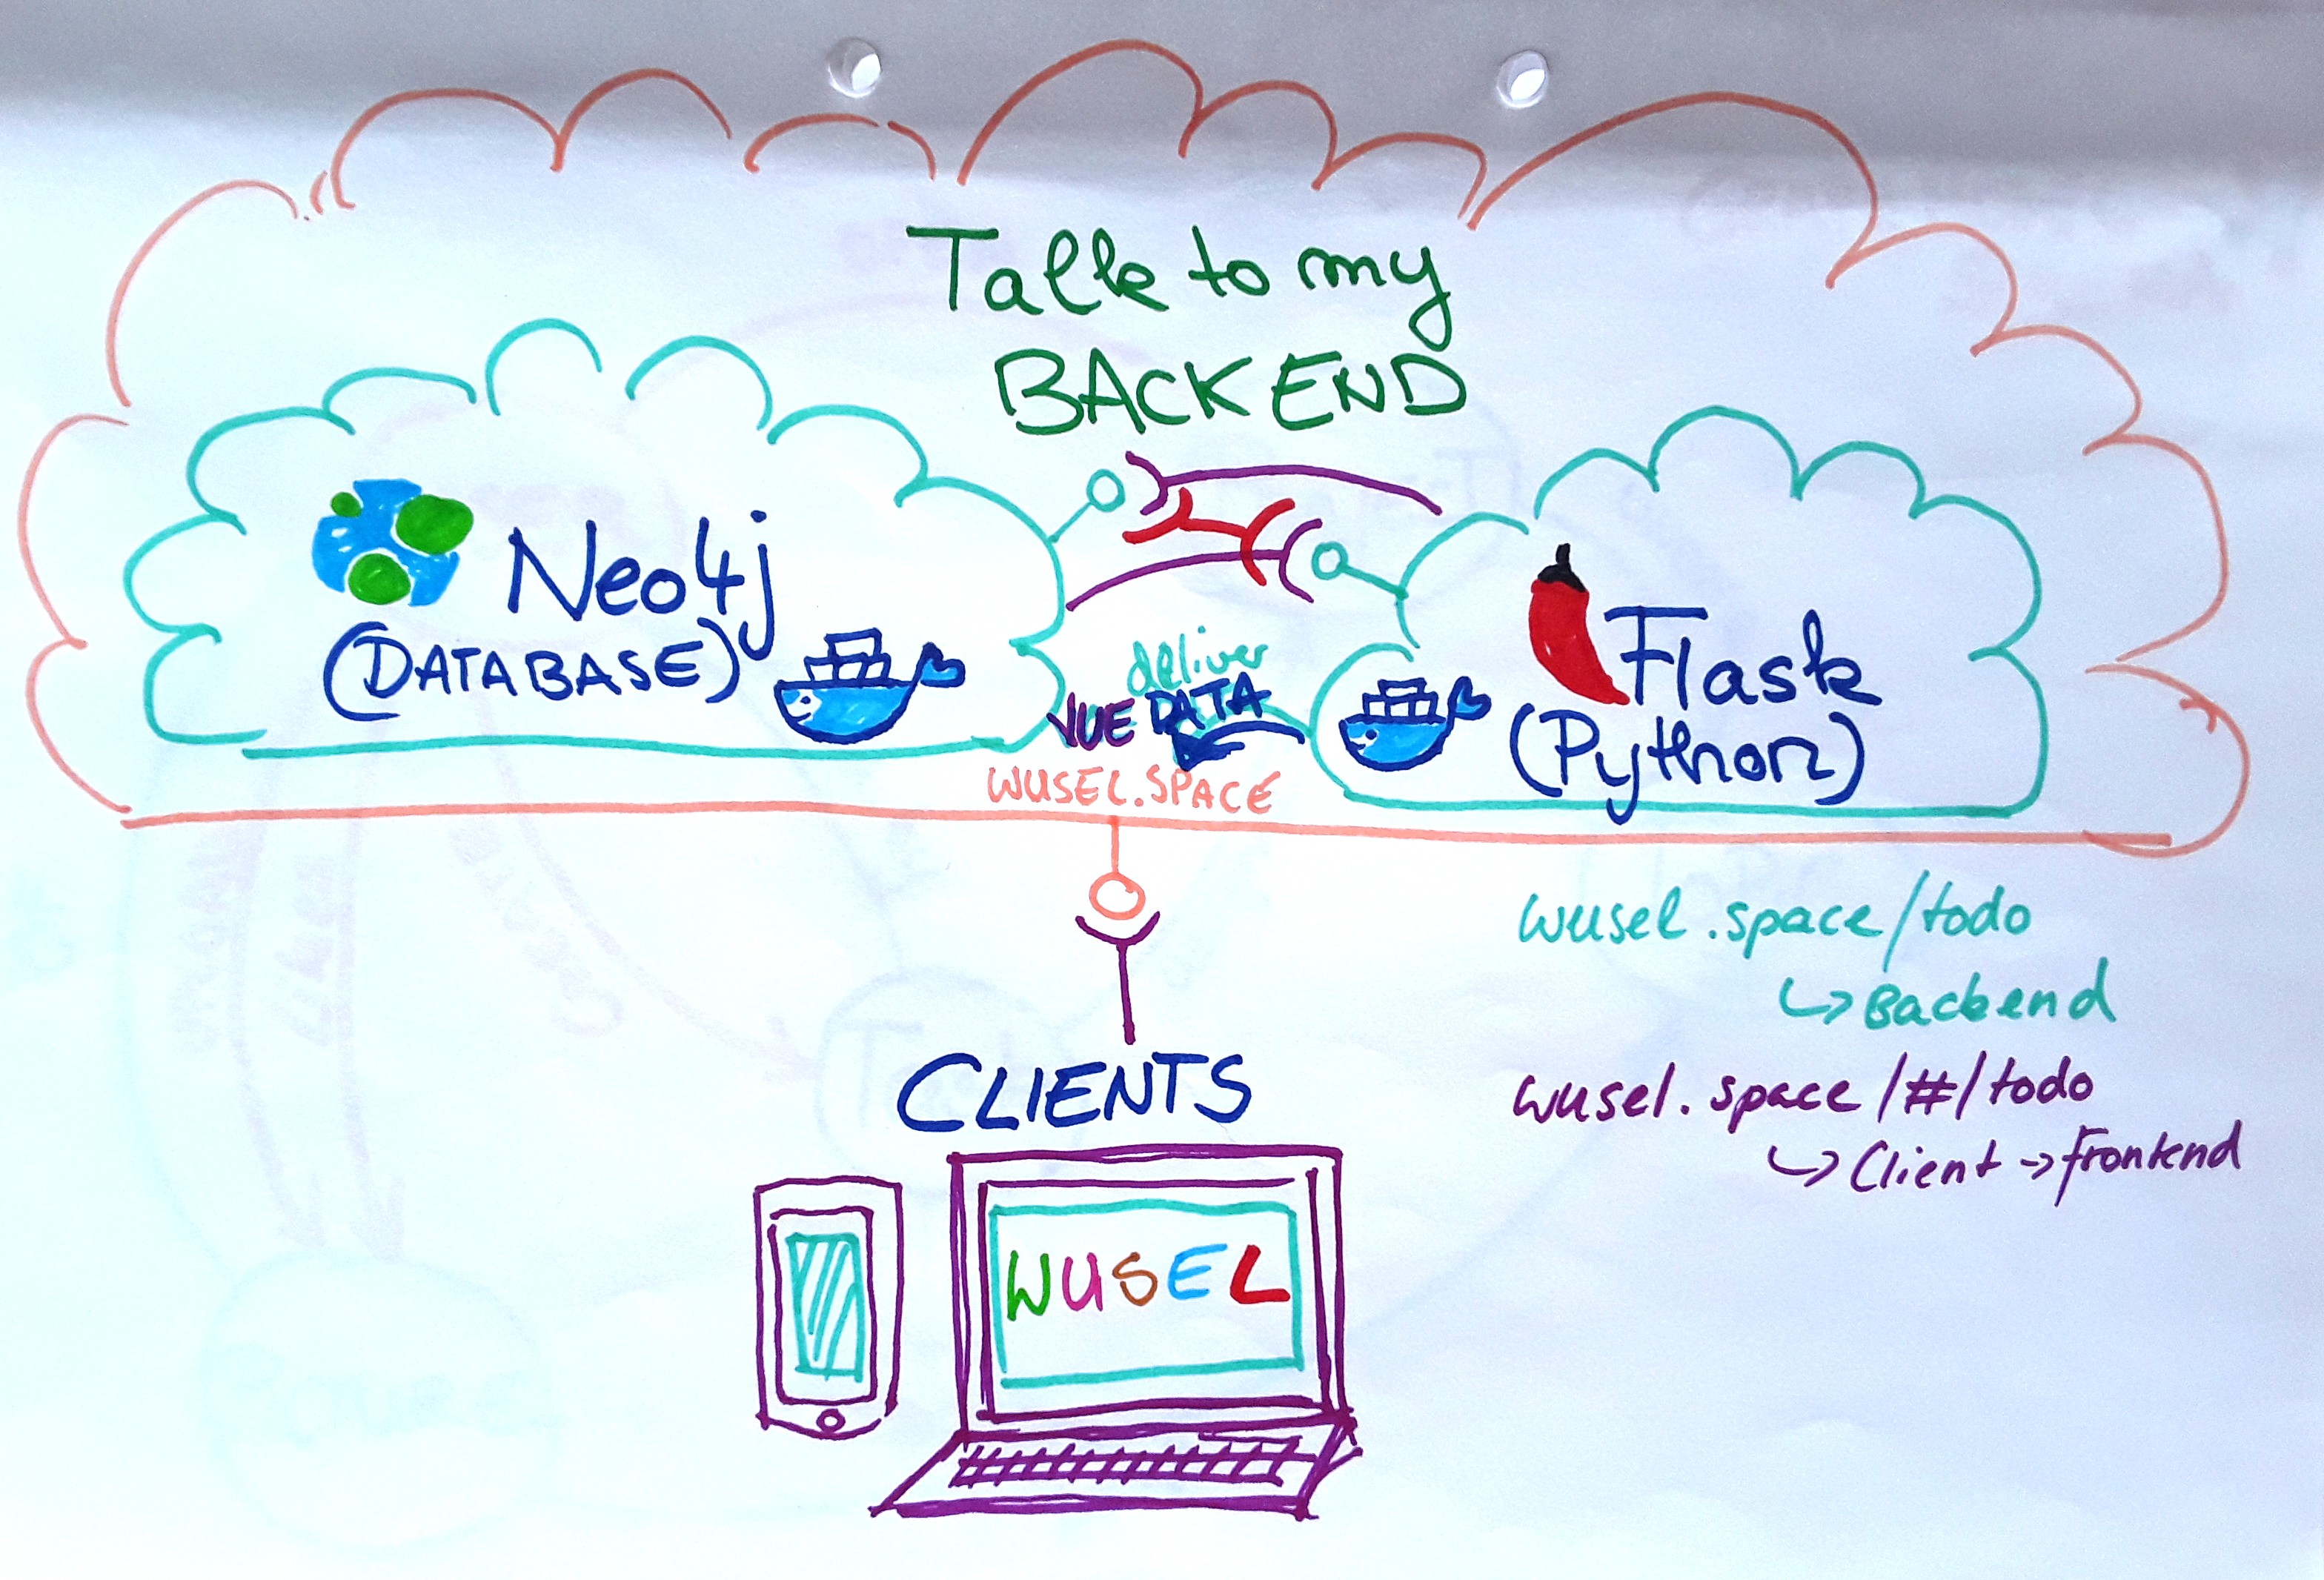 Talk to my
BACKEND
Neo4j
(DATABASE)
deliver
VUE DATA
WUSEL.SPACE
Flask
(Python)
wusel.space/todo
↳ Backend
wusel.space/#/todo
↳ Client → frontend
CLIENTS
WUSEL